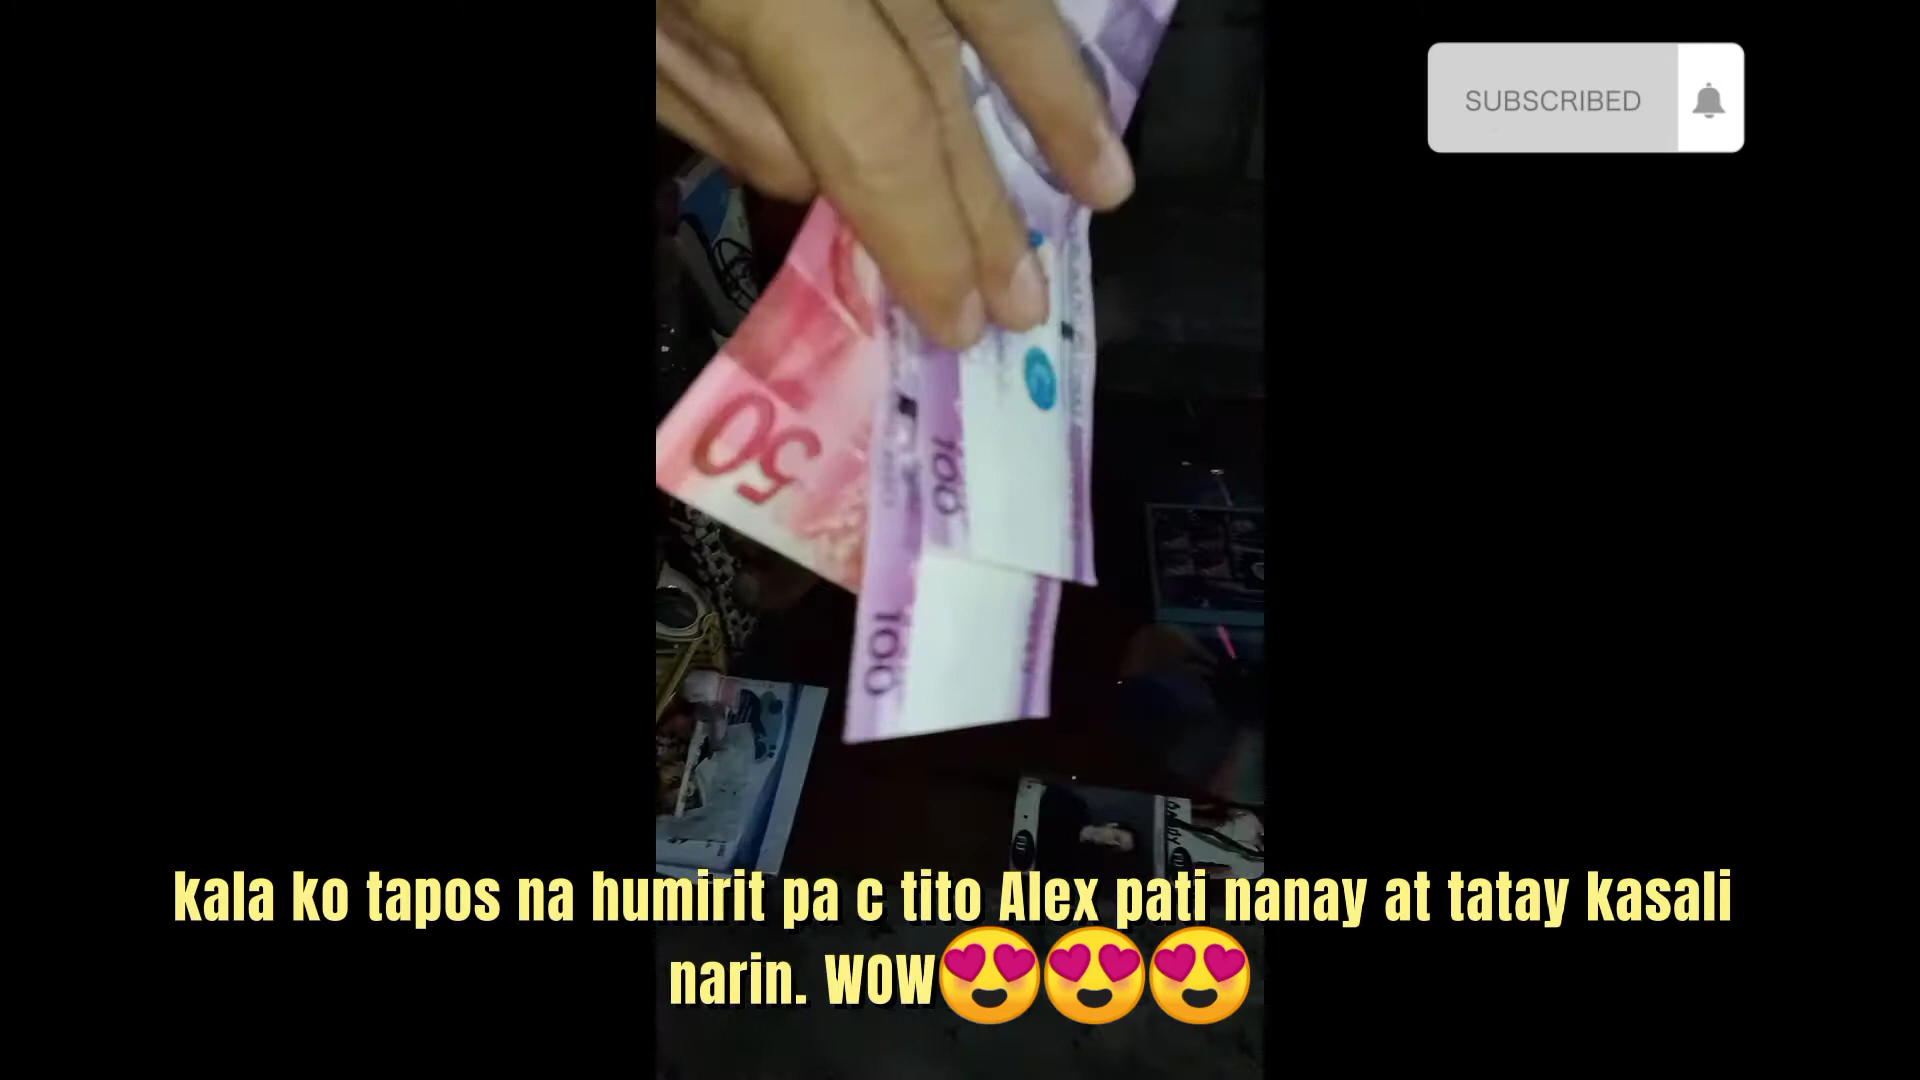 SUBSCRIBED
50
100
100
kala ko tapos na humirit pa c tito Alex pati nanay at tatay kasali
narin. WOW😍😍😍